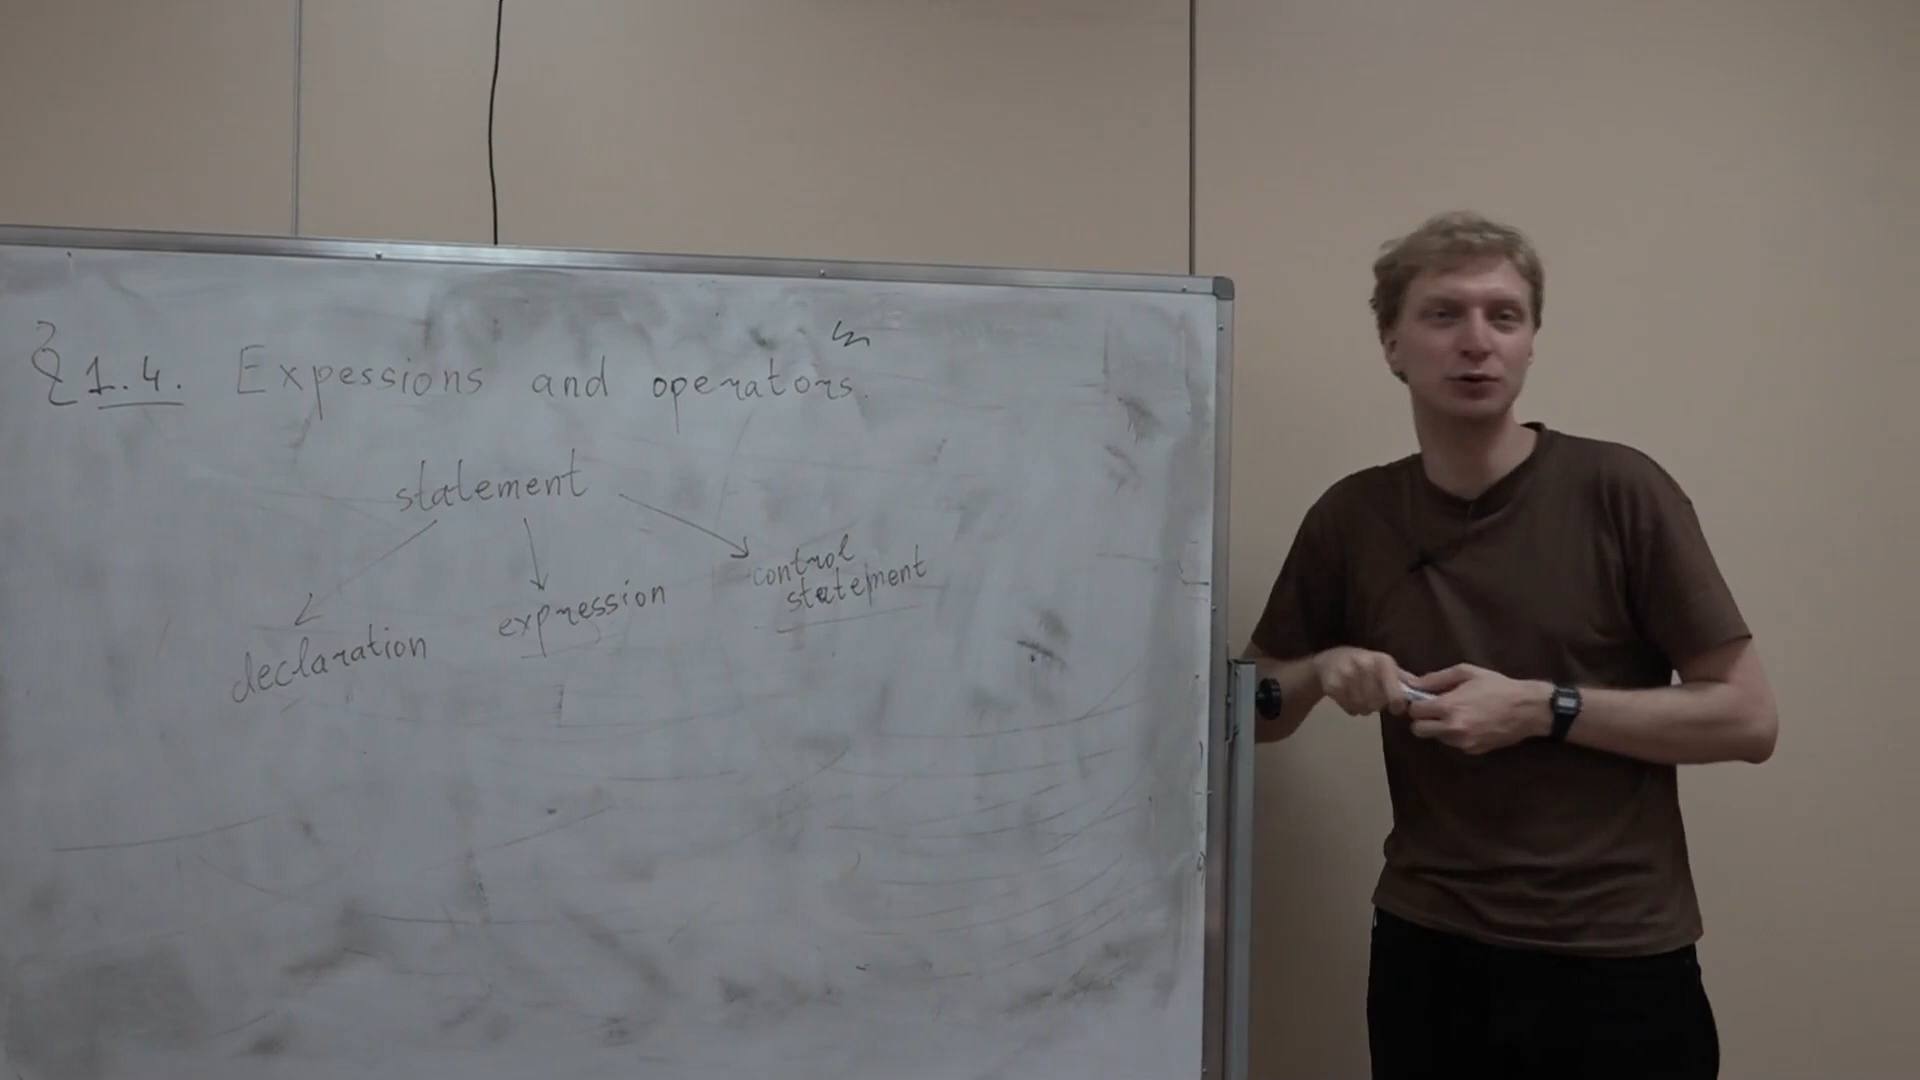 § 1.4. Expessions and operators.
statement
declaration
expression
control
statement